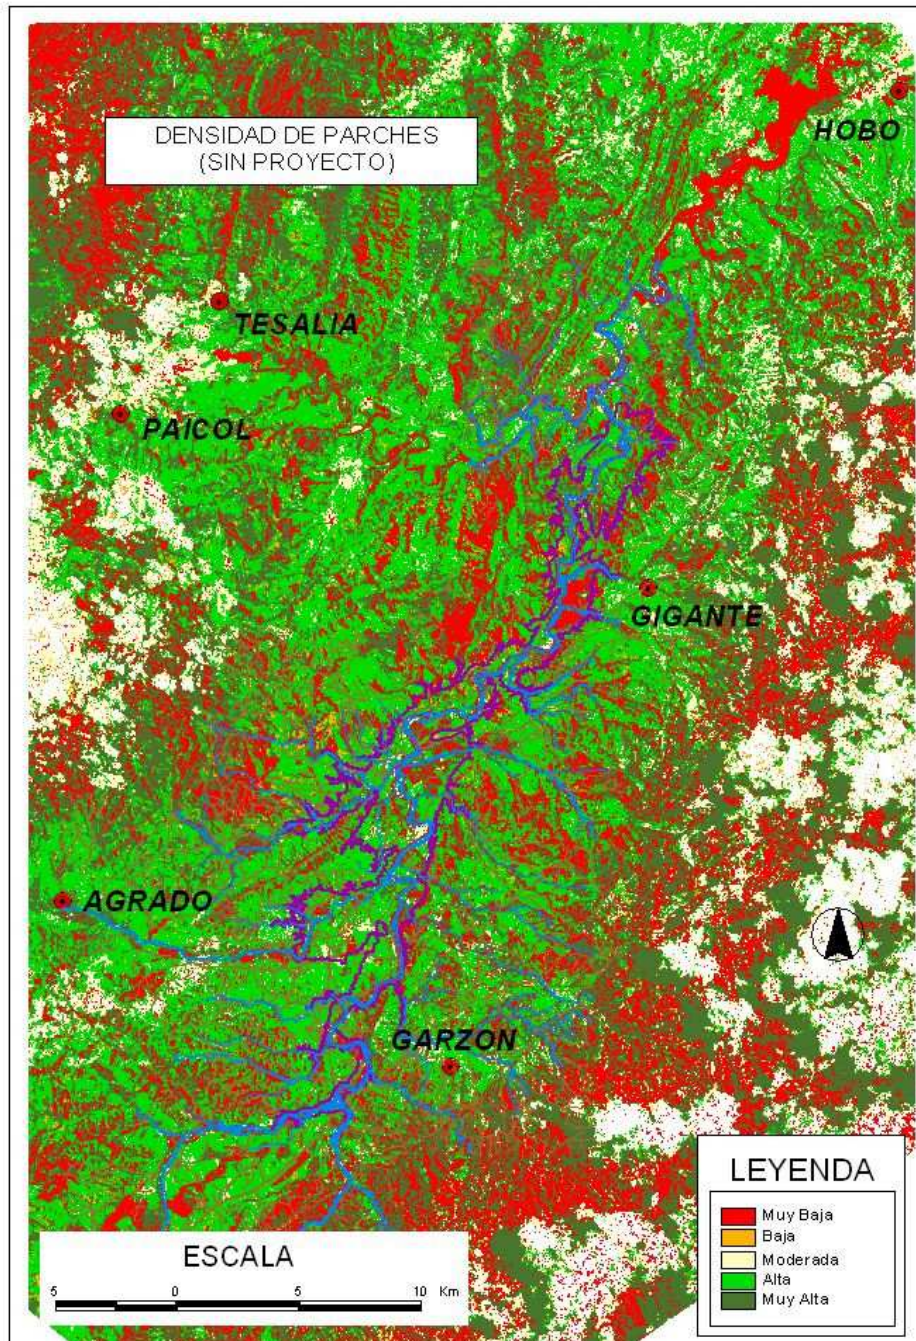 DENSIDAD DE PARCHES
(SIN PROYECTO)
HOBO
TESALIA
PAICOL
GIGANTE
AGRADO
GARZON
LEYENDA
Muy Baja
Baja
Moderada
Alta
Muy Alta
ESCALA
5 0 5 10 Km